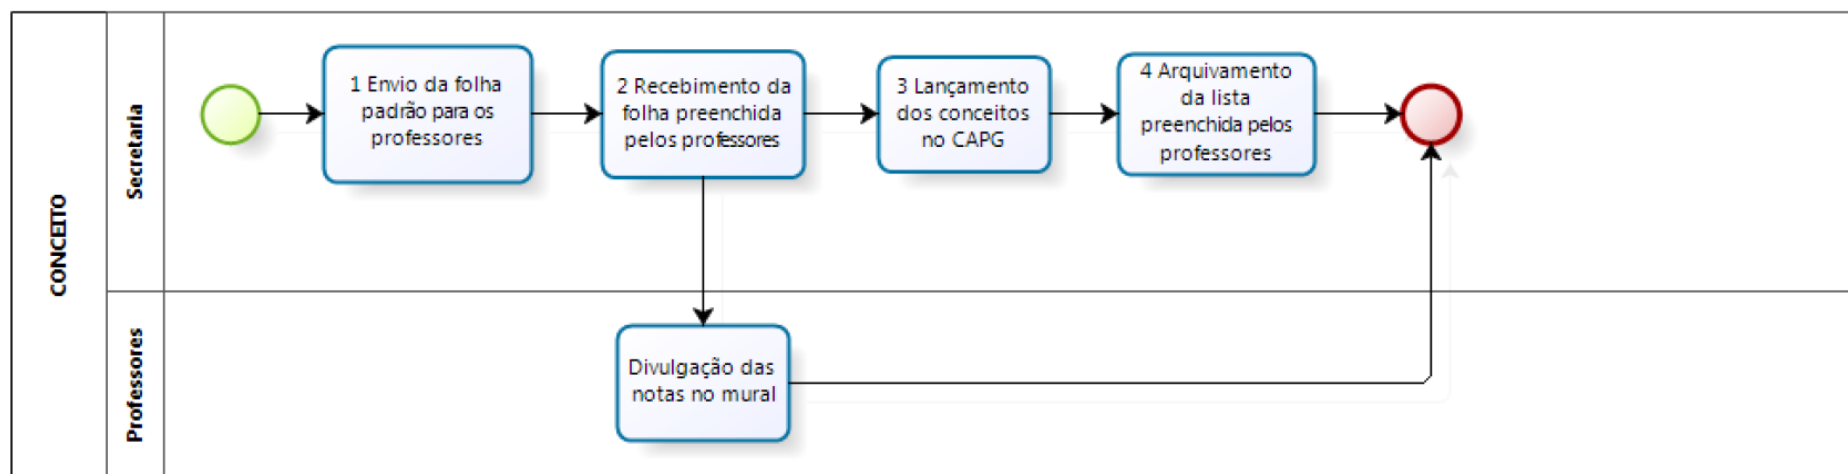 CONCEITO
Secretaria
1 Envio da folha
padrão para os
professores
2 Recebimento da
folha preenchida
pelos professores
3 Lançamento
dos conceitos
no CAPG
4 Arquivamento
da lista
preenchida pelos
professores
Professores
Divulgação das
notas no mural